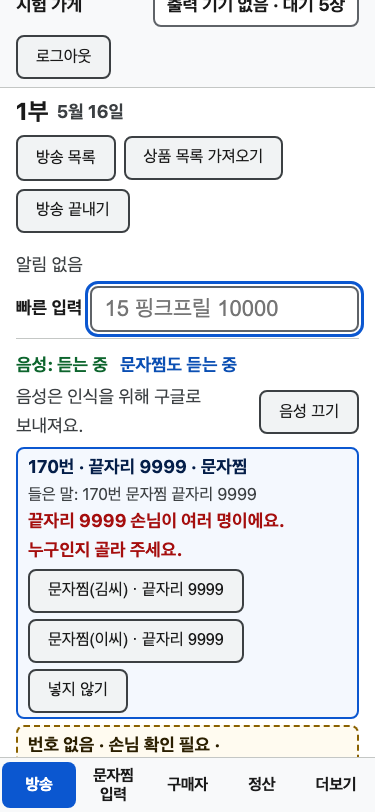 시험 가게
출력 기기 없음 · 대기 5장
로그아웃
1부 5월 16일
방송 목록
상품 목록 가져오기
방송 끝내기
알림 없음
빠른 입력
15 핑크프릴 10000
음성: 듣는 중 문자찜도 듣는 중
음성은 인식을 위해 구글로
보내져요.
음성 끄기
170번 · 끝자리 9999 · 문자찜
들은 말: 170번 문자찜 끝자리 9999
끝자리 9999 손님이 여러 명이에요.
누구인지 골라 주세요.
문자찜(김씨) · 끝자리 9999
문자찜(이씨) · 끝자리 9999
넣지 않기
번호 없음 · 손님 확인 필요 ·
방송
문자찜
입력
구매자
정산
더보기